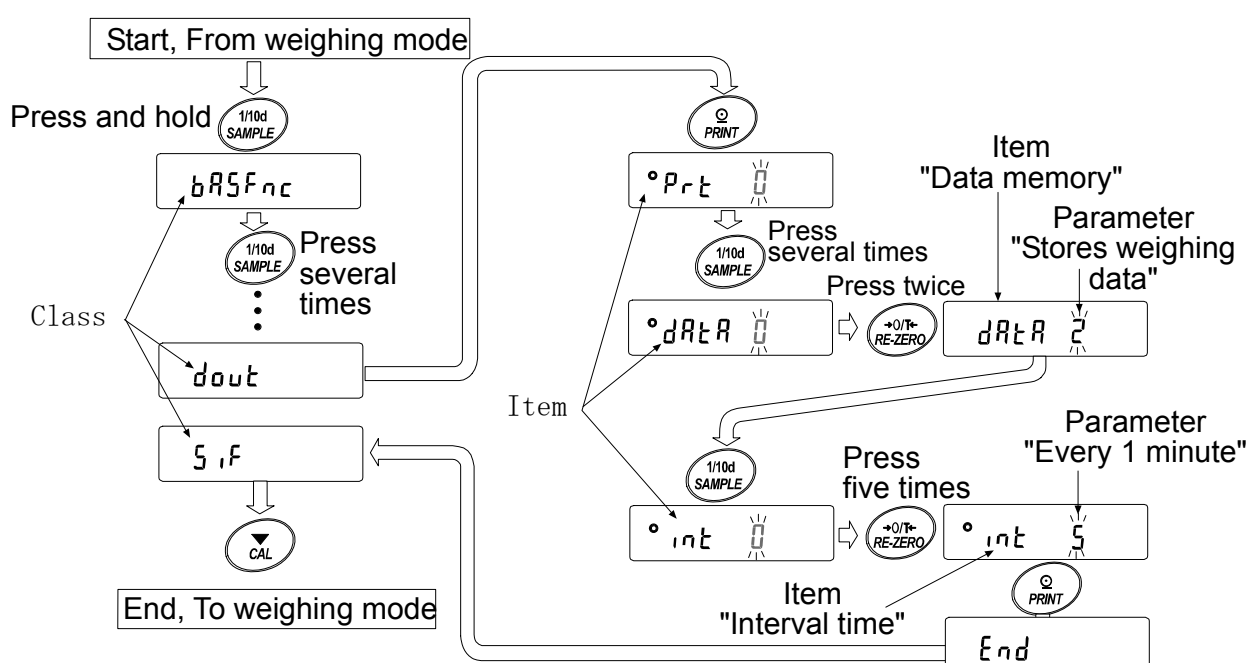 Start, From weighing mode
Press and hold
1/10d
SAMPLE
bASFnc
1/10d
SAMPLE
Press
several
times
Class
dout
S iF
CAL
End, To weighing mode
PRINT
Prt 0
1/10d
SAMPLE
Press
several times
Item
"Data memory"
Parameter
"Stores weighing
data"
Press twice
dAtA 0
→0/T←
RE-ZERO
dAtA 2
Item
1/10d
SAMPLE
Press
five times
Parameter
"Every 1 minute"
int 0
→0/T←
RE-ZERO
int 5
Item
"Interval time"
PRINT
End